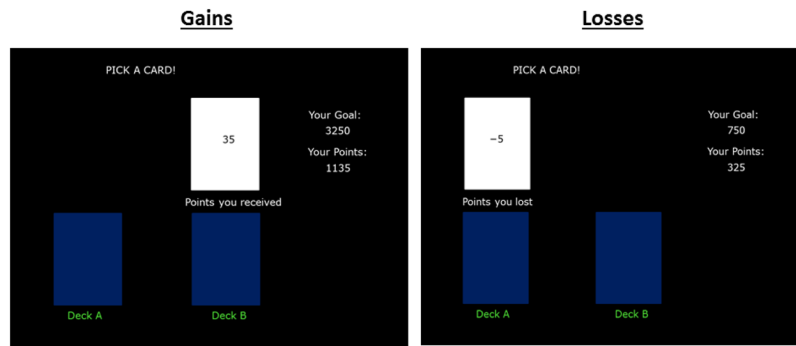 Gains
PICK A CARD!
35
Your Goal:
3250
Your Points:
1135
Points you received
Deck A
Deck B
Losses
PICK A CARD!
−5
Your Goal:
750
Your Points:
325
Points you lost
Deck A
Deck B